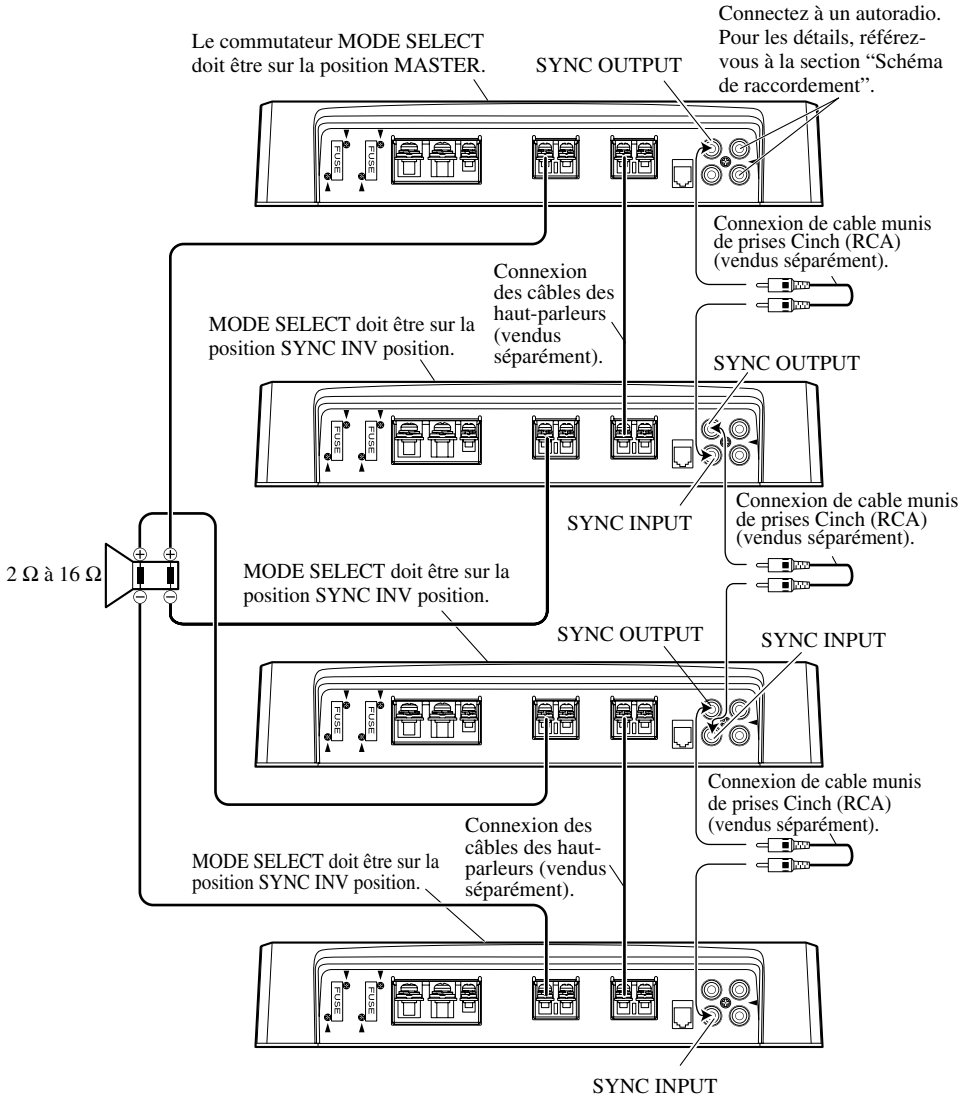 Connectez à un autoradio.
Pour les détails, référez-
vous à la section “Schéma
de raccordement”.
Le commutateur MODE SELECT
doit être sur la position MASTER.
SYNC OUTPUT
FUSE
FUSE
Connexion de cable munis
de prises Cinch (RCA)
(vendus séparément).
Connexion
des câbles des
haut-parleurs
(vendus
séparément).
MODE SELECT doit être sur la
position SYNC INV position.
SYNC OUTPUT
FUSE
FUSE
SYNC INPUT
Connexion de cable munis
de prises Cinch (RCA)
(vendus séparément).
2 Ω à 16 Ω
MODE SELECT doit être sur la
position SYNC INV position.
SYNC OUTPUT
SYNC INPUT
FUSE
FUSE
Connexion de cable munis
de prises Cinch (RCA)
(vendus séparément).
Connexion des
câbles des haut-
parleurs (vendus
séparément).
MODE SELECT doit être sur la
position SYNC INV position.
FUSE
FUSE
SYNC INPUT